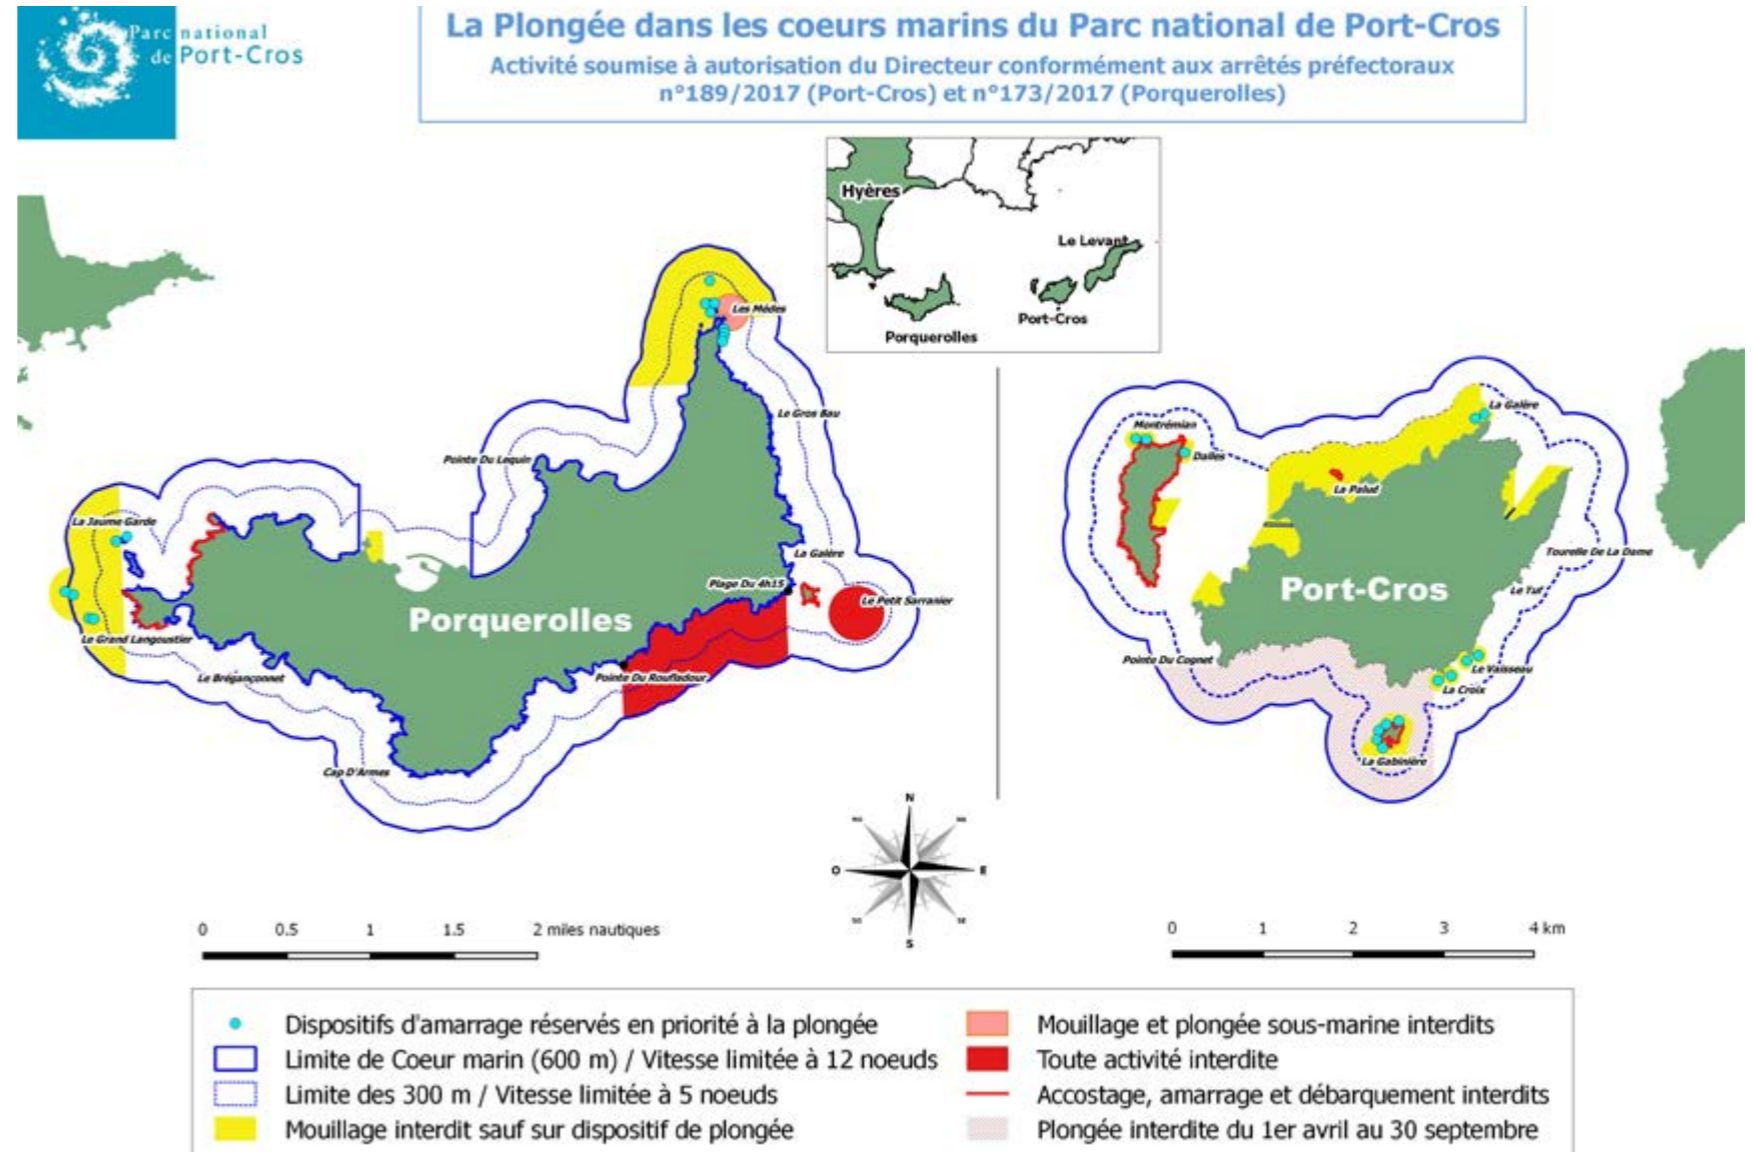 Parc national
de Port-Cros
La Plongée dans les coeurs marins du Parc national de Port-Cros
Activité soumise à autorisation du Directeur conformément aux arrêtés préfectoraux
n°189/2017 (Port-Cros) et n°173/2017 (Porquerolles)
Hyères
Le Levant
Port-Cros
Porquerolles
Les Mèdes
Le Gros Bau
Pointe Du Lequin
La Jaume Garde
La Galère
Plage Du 4h15
Le Petit Sarranier
Porquerolles
Le Grand Langoustier
Le Brégançonnet
Pointe Du Roufladour
Cap D'Armes
La Galère
Montrémian
Dalles
La Palud
Tourelle De La Dame
Port-Cros
Le Tuf
Pointe Du Cognet
Le Vaisseau
La Croix
La Gabinière
N
NO
NE
O
E
SO
SE
S
0 0.5 1 1.5 2 miles nautiques
0 1 2 3 4 km
Dispositifs d'amarrage réservés en priorité à la plongée
Limite de Coeur marin (600 m) / Vitesse limitée à 12 noeuds
Limite des 300 m / Vitesse limitée à 5 noeuds
Mouillage interdit sauf sur dispositif de plongée
Mouillage et plongée sous-marine interdits
Toute activité interdite
Accostage, amarrage et débarquement interdits
Plongée interdite du 1er avril au 30 septembre